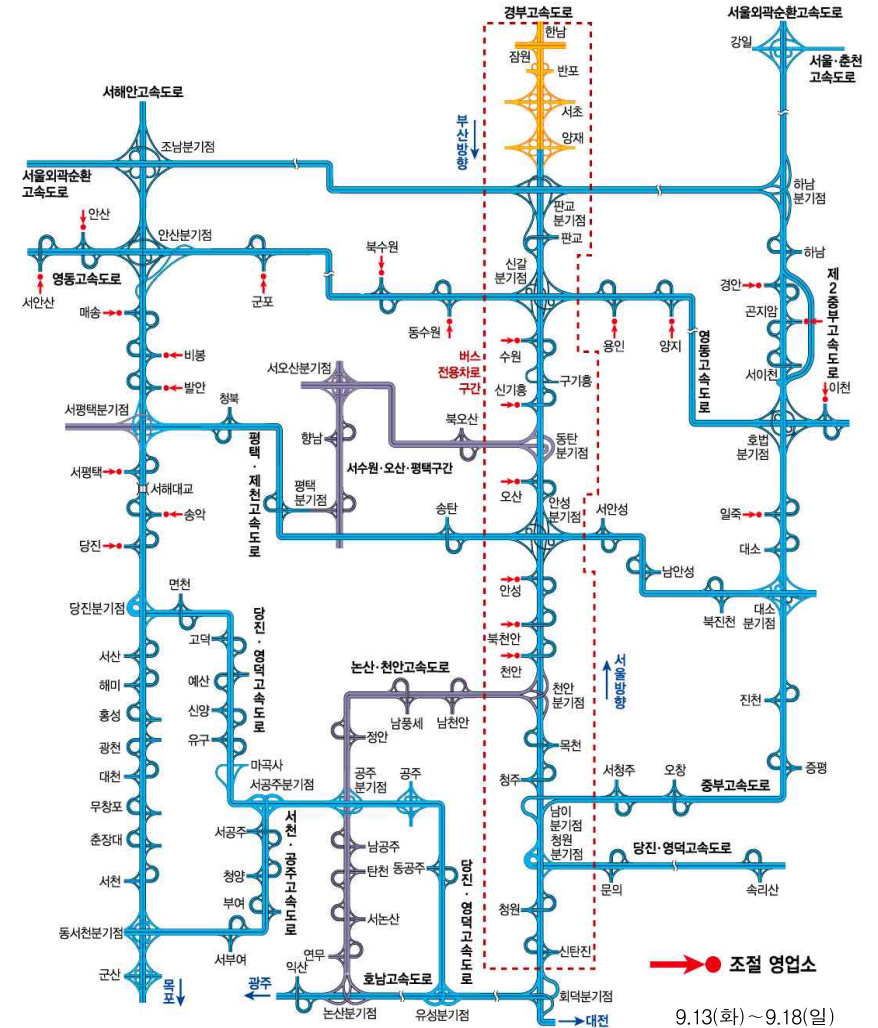 경부고속도로
서울외곽순환고속도로
한남
잠원
반포
서초
양재
강일
서울·춘천
고속도로
서해안고속도로
조남분기점
서울외곽순환
고속도로
부산방향
판교
분기점
판교
하남
분기점
하남
안산
안산분기점
영동고속도로
서안산
군포
북수원
동수원
신갈
분기점
용인
양지
영동고속도로
경안
곤지암
서이천
제2중부고속도로
이천
호법
분기점
매송
비봉
발안
서평택분기점
청북
서오산분기점
향남
북오산
서수원·오산·평택구간
버스
전용차로
구간
수원
신기흥
구기흥
동탄
분기점
오산
평택·제천고속도로
평택
분기점
송탄
안성
분기점
서안성
남안성
북진천
일죽
대소
대소
분기점
서평택
서해대교
송악
당진
안성
북천안
천안
당진분기점
면천
고덕
예산
신양
유구
마곡사
당진·영덕고속도로
서산
해미
홍성
광천
대천
무창포
춘장대
서천
동서천분기점
군산
목포
논산·천안고속도로
남풍세
남천안
정안
천안
분기점
서울방향
목천
청주
진천
증평
서청주
오창
중부고속도로
남이
분기점
청원
분기점
당진·영덕고속도로
문의
속리산
서공주분기점
공주
분기점
공주
서공주
청양
부여
서부여
서천·공주고속도로
남공주
탄천
서논산
연무
동공주
당진·영덕고속도로
청원
신탄진
익산
광주
호남고속도로
논산분기점
유성분기점
회덕분기점
대전
조절 영업소
9.13(화)~9.18(일)